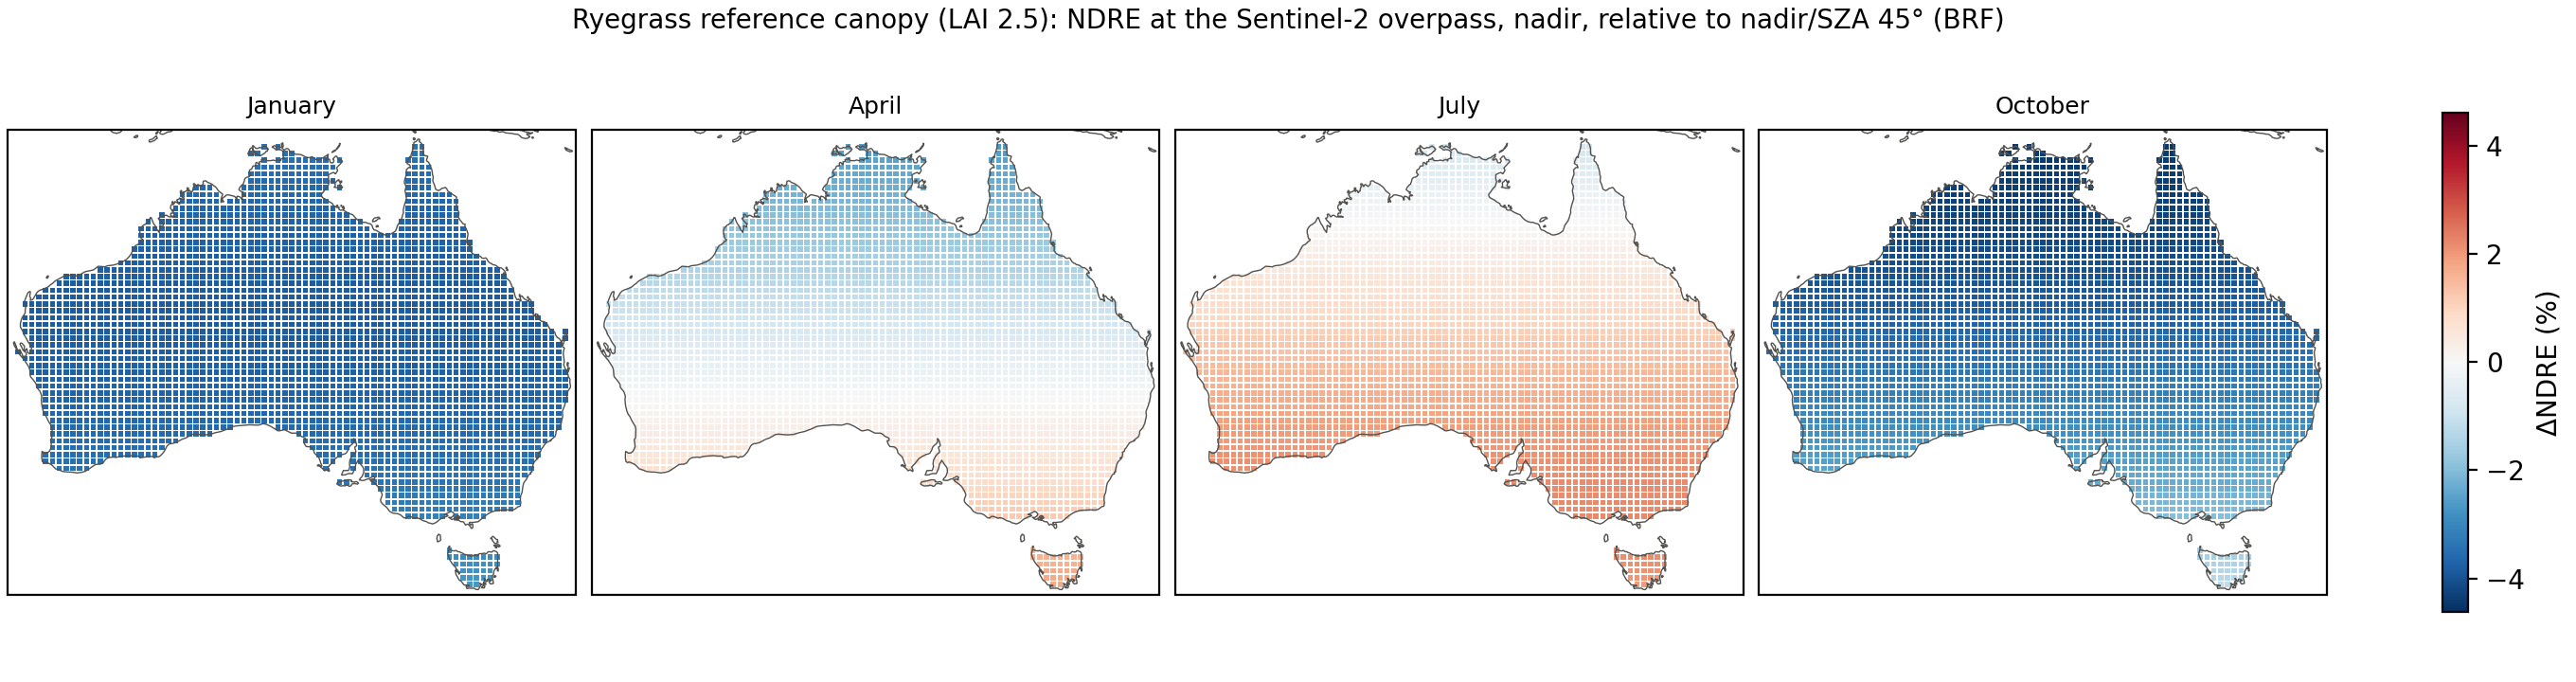 Ryegrass reference canopy (LAI 2.5): NDRE at the Sentinel-2 overpass, nadir, relative to nadir/SZA 45° (BRF)
January
April
July
October
4
2
0
−2
−4
ΔNDRE (%)